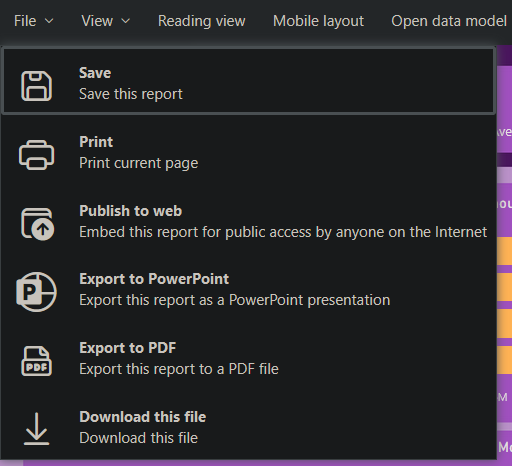 File View Reading view Mobile layout Open data model
Save
Save this report
Print
Print current page
Publish to web
Embed this report for public access by anyone on the Internet
Export to PowerPoint
Export this report as a PowerPoint presentation
Export to PDF
PDF
Export this report to a PDF file
Download this file
Download this file